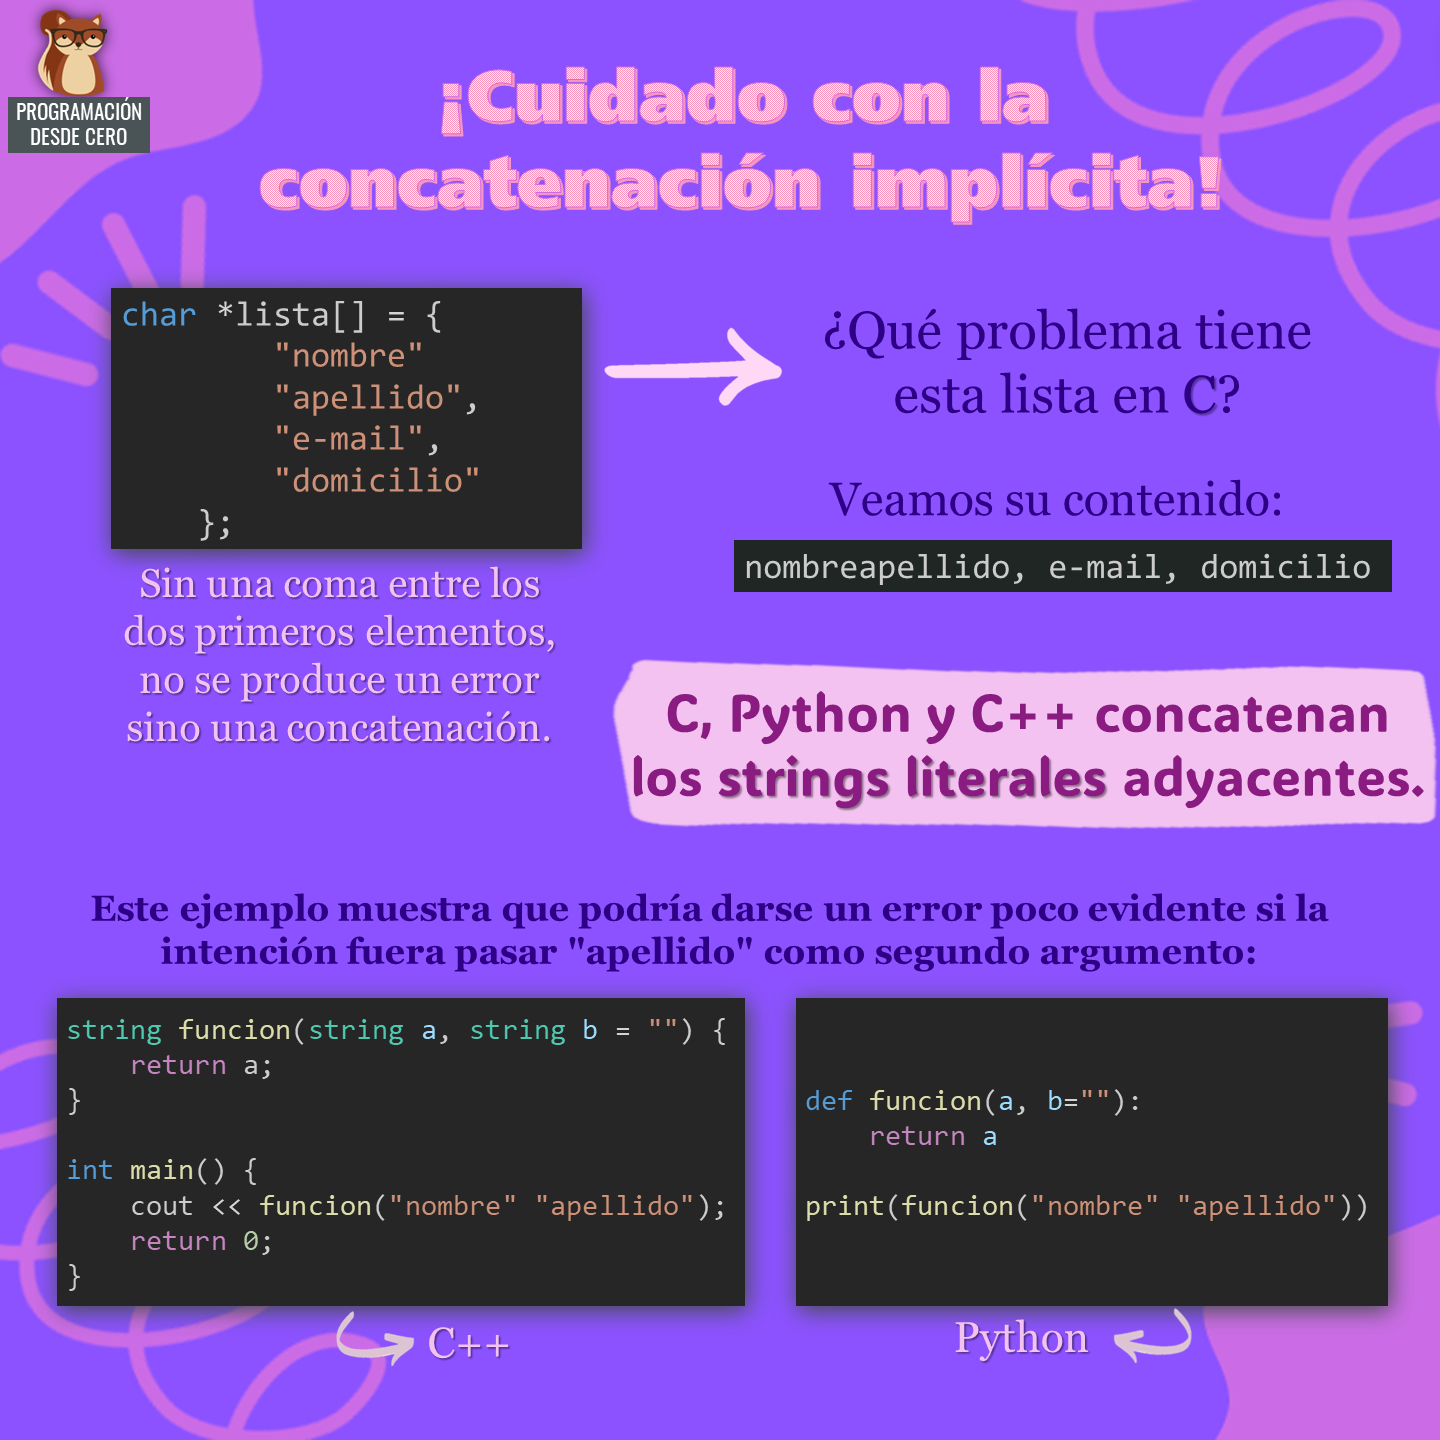 PROGRAMACIÓN
DESDE CERO
¡Cuidado con la
concatenación implícita!
char *lista[] = {
"nombre"
"apellido",
"e-mail",
"domicilio"
};
Sin una coma entre los
dos primeros elementos,
no se produce un error
sino una concatenación.
¿Qué problema tiene
esta lista en C?
Veamos su contenido:
nombreapellido, e-mail, domicilio
C, Python y C++ concatenan
los strings literales adyacentes.
Este ejemplo muestra que podría darse un error poco evidente si la
intención fuera pasar "apellido" como segundo argumento:
string funcion(string a, string b = "") {
return a;
}
int main() {
cout << funcion("nombre" "apellido");
return 0;
}
C++
def funcion(a, b=""):
return a
print(funcion("nombre" "apellido"))
Python